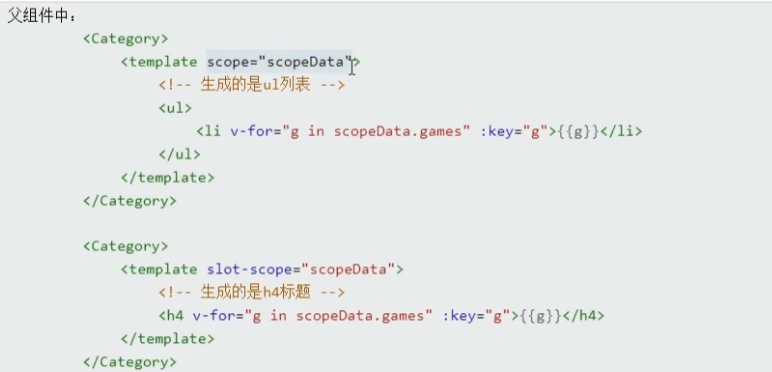 父组件中：
<Category>
<template scope="scopeData">
<!-- 生成的是ul列表 -->
<ul>
<li v-for="g in scopeData.games" :key="g">{{g}}</li>
</ul>
</template>
</Category>
<Category>
<template slot-scope="scopeData">
<!-- 生成的是h4标题 -->
<h4 v-for="g in scopeData.games" :key="g">{{g}}</h4>
</template>
</Category>